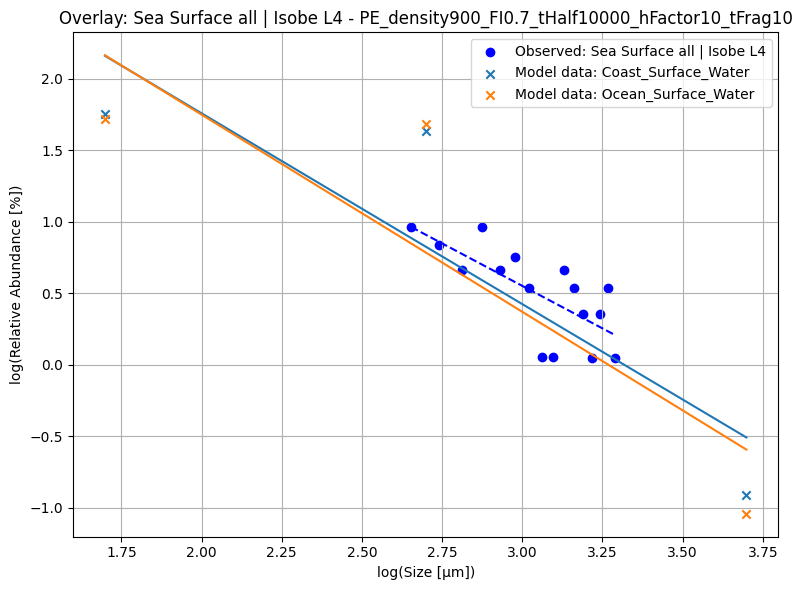 Overlay: Sea Surface all | Isobe L4 - PE_density900_FI0.7_tHalf10000_hFactor10_tFrag10
Observed: Sea Surface all | Isobe L4
Model data: Coast_Surface_Water
Model data: Ocean_Surface_Water
log(Relative Abundance [%])
2.0
1.5
1.0
0.5
0.0
−0.5
−1.0
1.75 2.00 2.25 2.50 2.75 3.00 3.25 3.50 3.75
log(Size [μm])